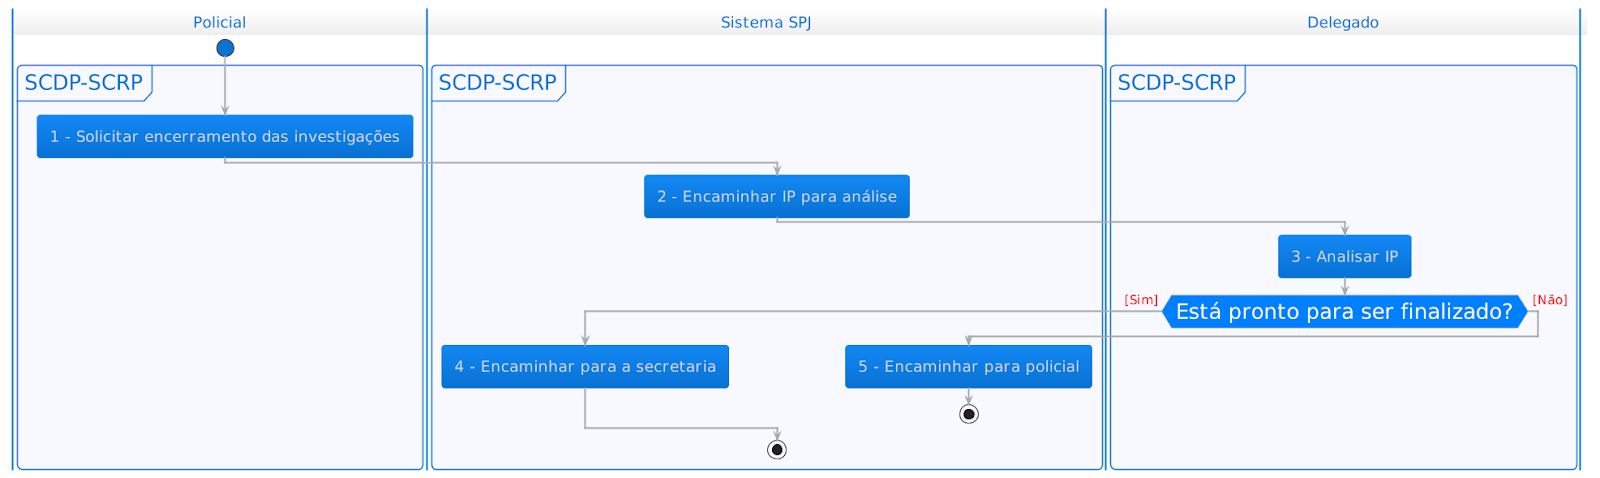 Policial
Sistema SPJ
Delegado
SCDP-SCRP
SCDP-SCRP
SCDP-SCRP
1 - Solicitar encerramento das investigações
2 - Encaminhar IP para análise
3 - Analisar IP
[Sim]
Está pronto para ser finalizado?
[Não]
4 - Encaminhar para a secretaria
5 - Encaminhar para policial